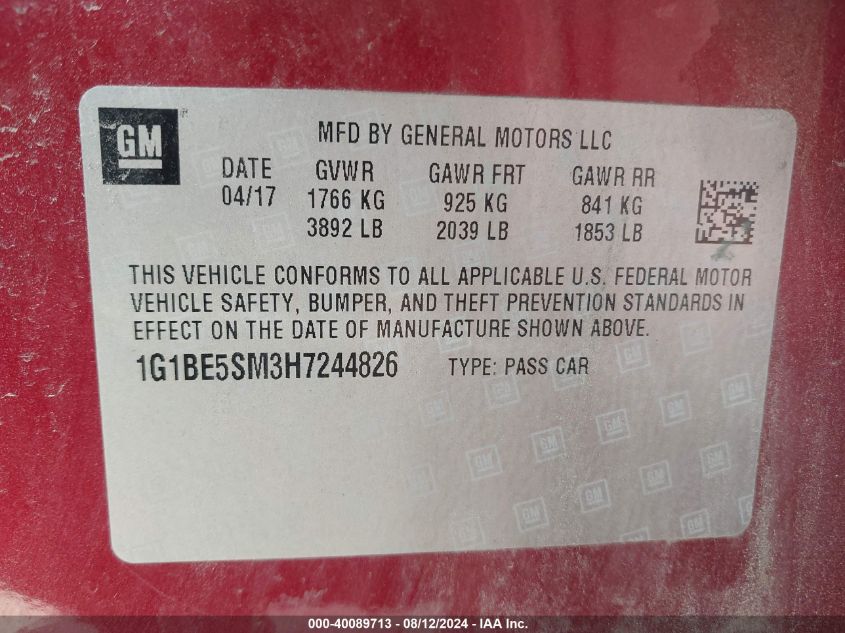 GM
MFD BY GENERAL MOTORS LLC
DATE GVWR GAWR FRT GAWR RR
04/17 1766 KG 925 KG 841 KG
3892 LB 2039 LB 1853 LB
THIS VEHICLE CONFORMS TO ALL APPLICABLE U.S. FEDERAL MOTOR
VEHICLE SAFETY, BUMPER, AND THEFT PREVENTION STANDARDS IN
EFFECT ON THE DATE OF MANUFACTURE SHOWN ABOVE.
1G1BE5SM3H7244826 TYPE: PASS CAR
000-40089713 - 08/12/2024 - IAA Inc.